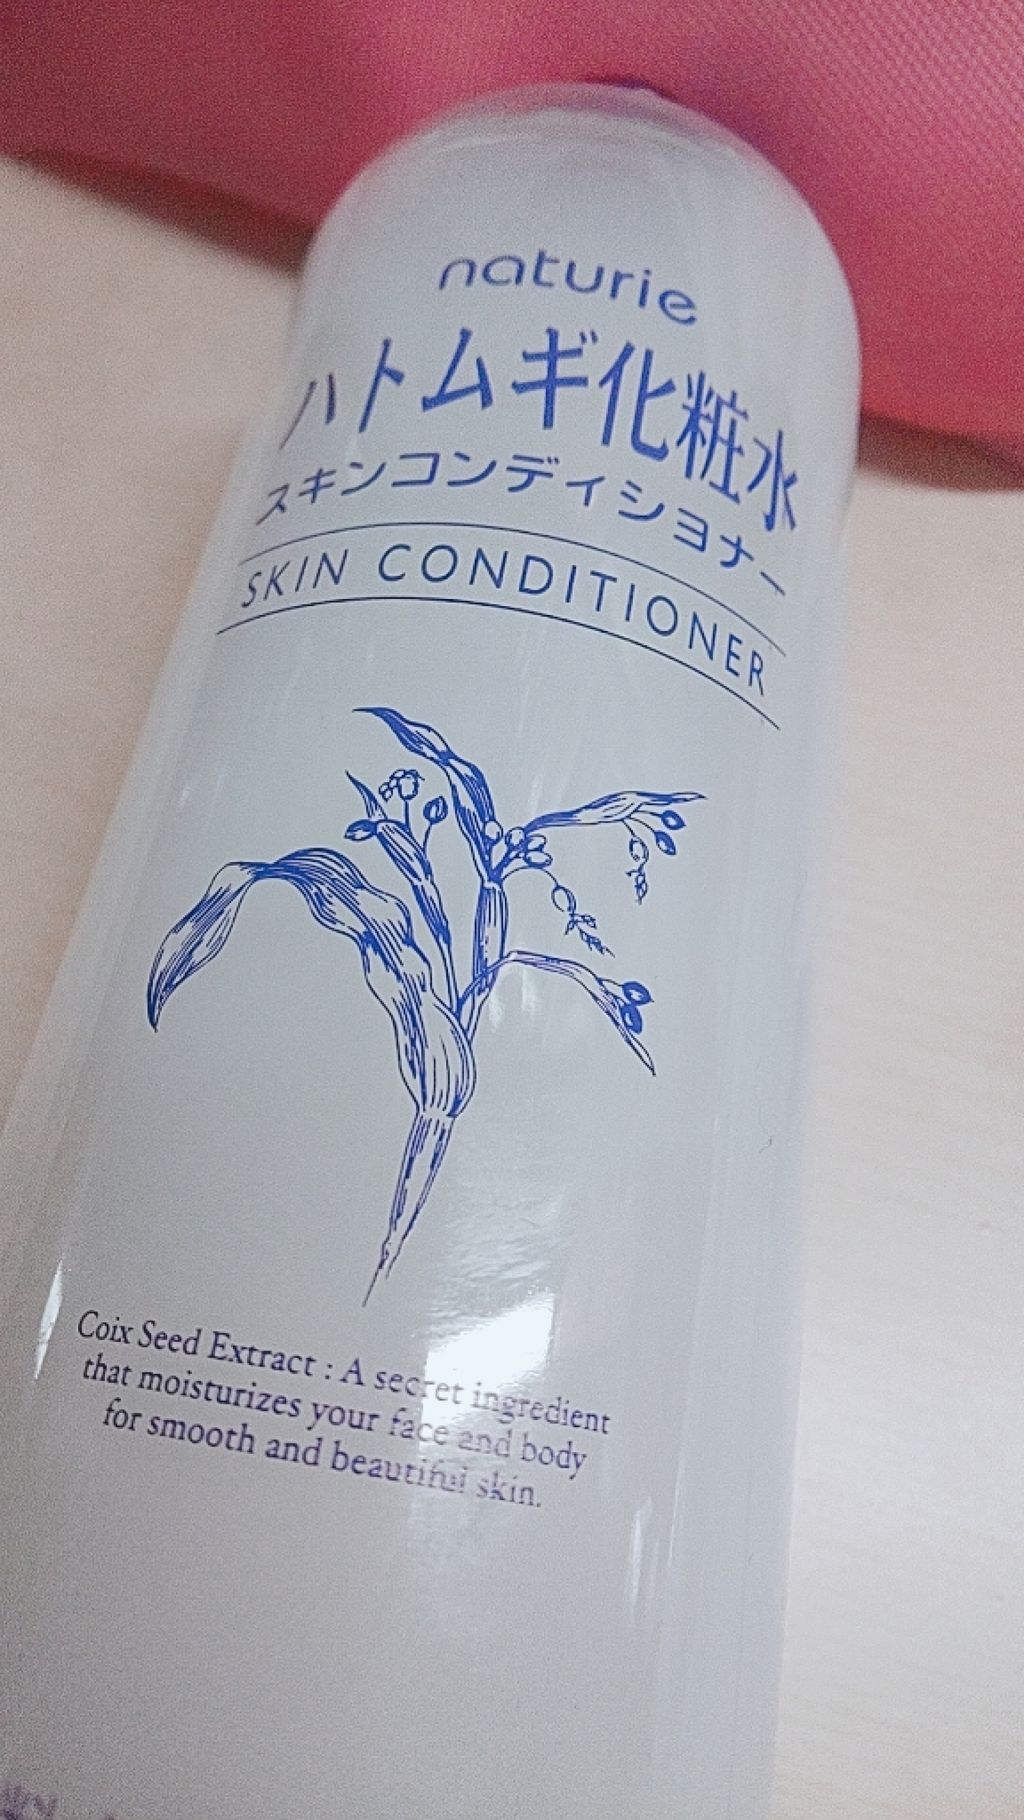 naturie
ハトムギ化粧水
スキンコンディショナー
SKIN CONDITIONER
Coix Seed Extract : A secret ingredient
that moisturizes your face and body
for smooth and beautiful skin.